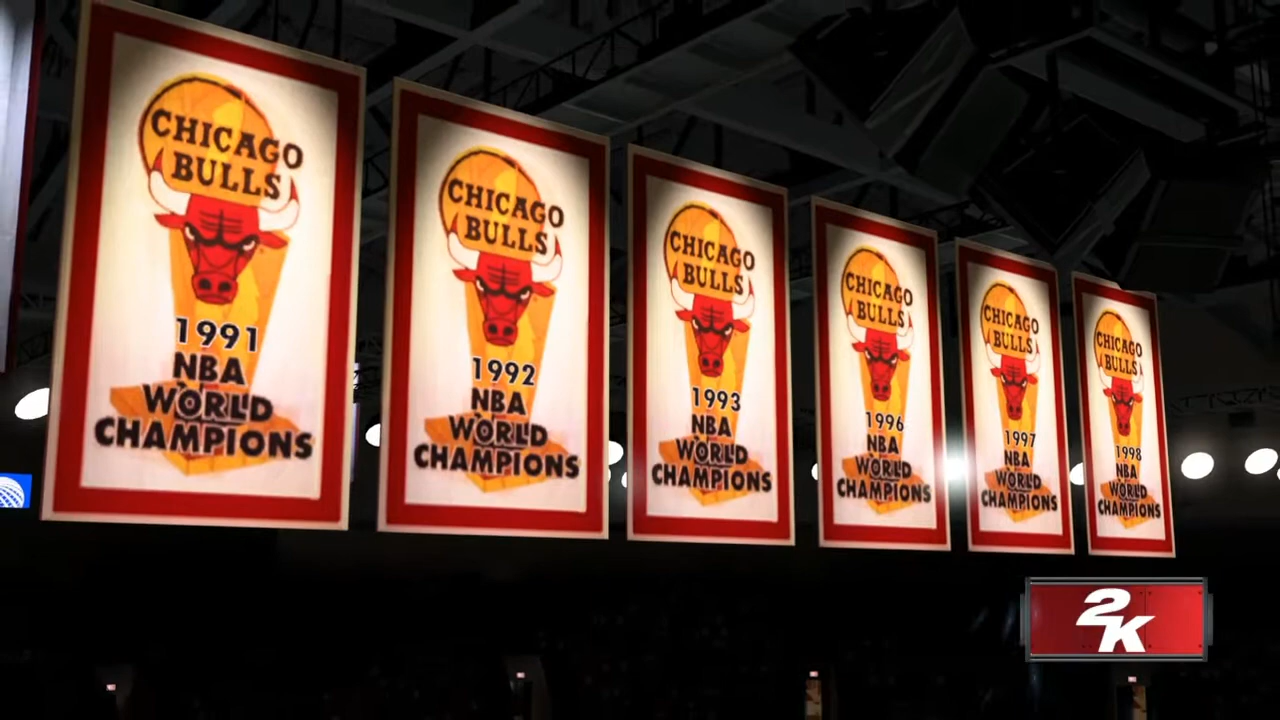 CHICAGO
BULLS
1991
NBA
WORLD
CHAMPIONS
CHICAGO
BULLS
1992
NBA
WORLD
CHAMPIONS
CHICAGO
BULLS
1993
NBA
WORLD
CHAMPIONS
CHICAGO
BULLS
1996
NBA
WORLD
CHAMPIONS
CHICAGO
BULLS
1997
NBA
WORLD
CHAMPIONS
CHICAGO
BULLS
1998
NBA
WORLD
CHAMPIONS
2K